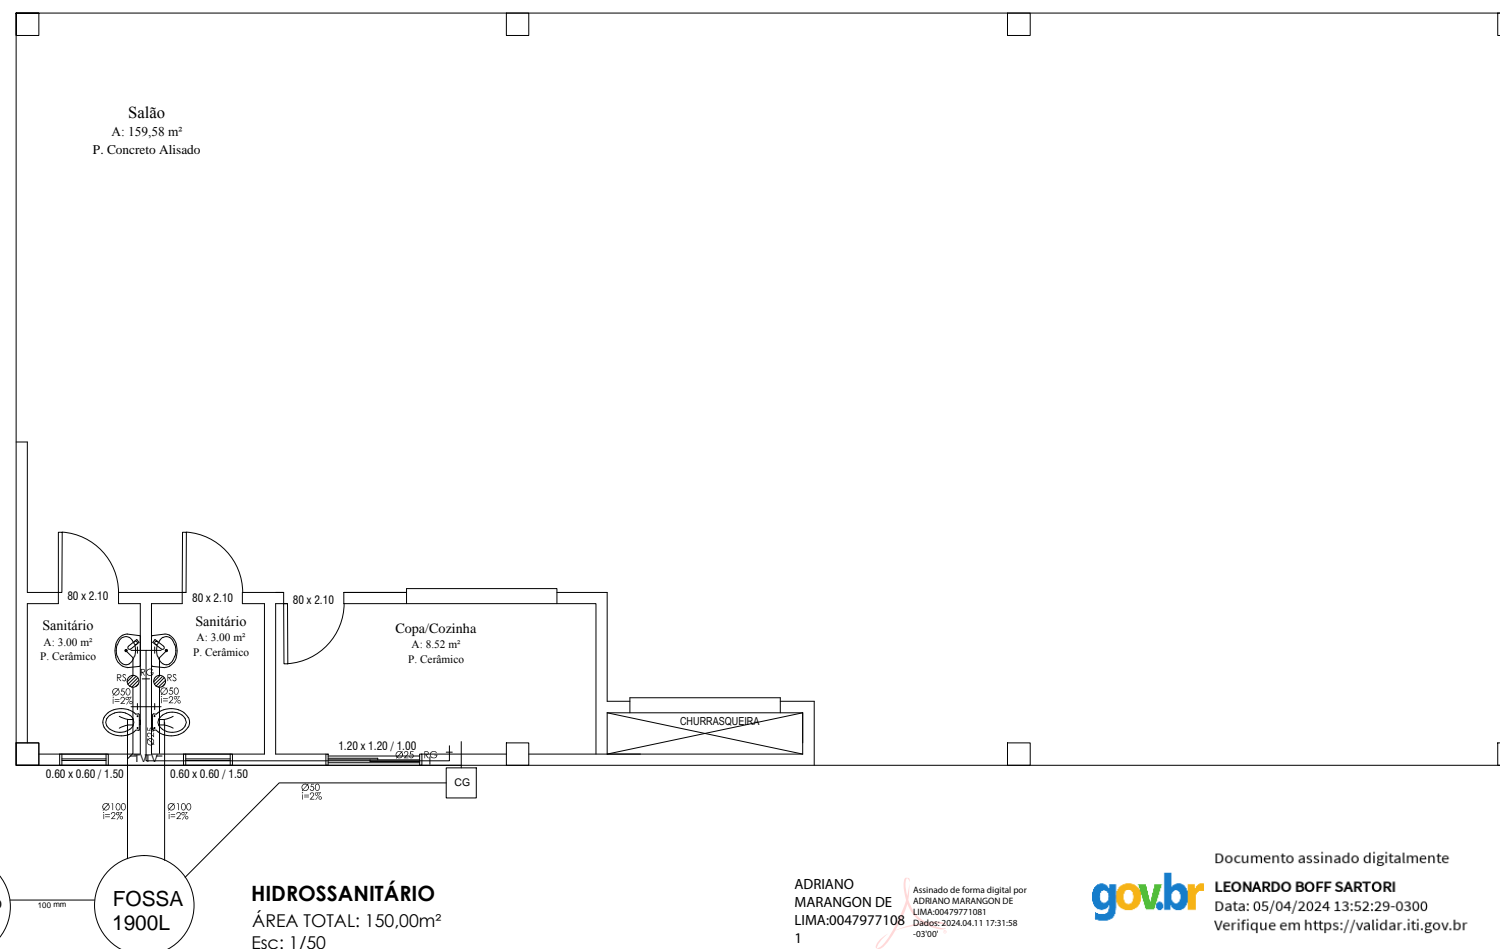 Salão
A: 159,58 m²
P. Concreto Alisado
80 x 2.10
80 x 2.10
80 x 2.10
Sanitário
A: 3.00 m²
P. Cerâmico
Sanitário
A: 3.00 m²
P. Cerâmico
Copa/Cozinha
A: 8.52 m²
P. Cerâmico
RS
RG
RS
Ø50
i=2%
Ø50
i=2%
Ø25
CHURRASQUEIRA
1.20 x 1.20 / 1.00
Ø25
RG
TV
0.60 x 0.60 / 1.50
0.60 x 0.60 / 1.50
CG
Ø50
i=2%
Ø100
i=2%
Ø100
i=2%
100 mm
FOSSA
1900L
HIDROSSANITÁRIO
ÁREA TOTAL: 150,00m²
Esc: 1/50
ADRIANO
MARANGON DE
LIMA:0047977108
1
Assinado de forma digital por
ADRIANO MARANGON DE
LIMA:00479771081
Dados: 2024.04.11 17:31:58
-03'00'
gov.br
Documento assinado digitalmente
LEONARDO BOFF SARTORI
Data: 05/04/2024 13:52:29-0300
Verifique em https://validar.iti.gov.br